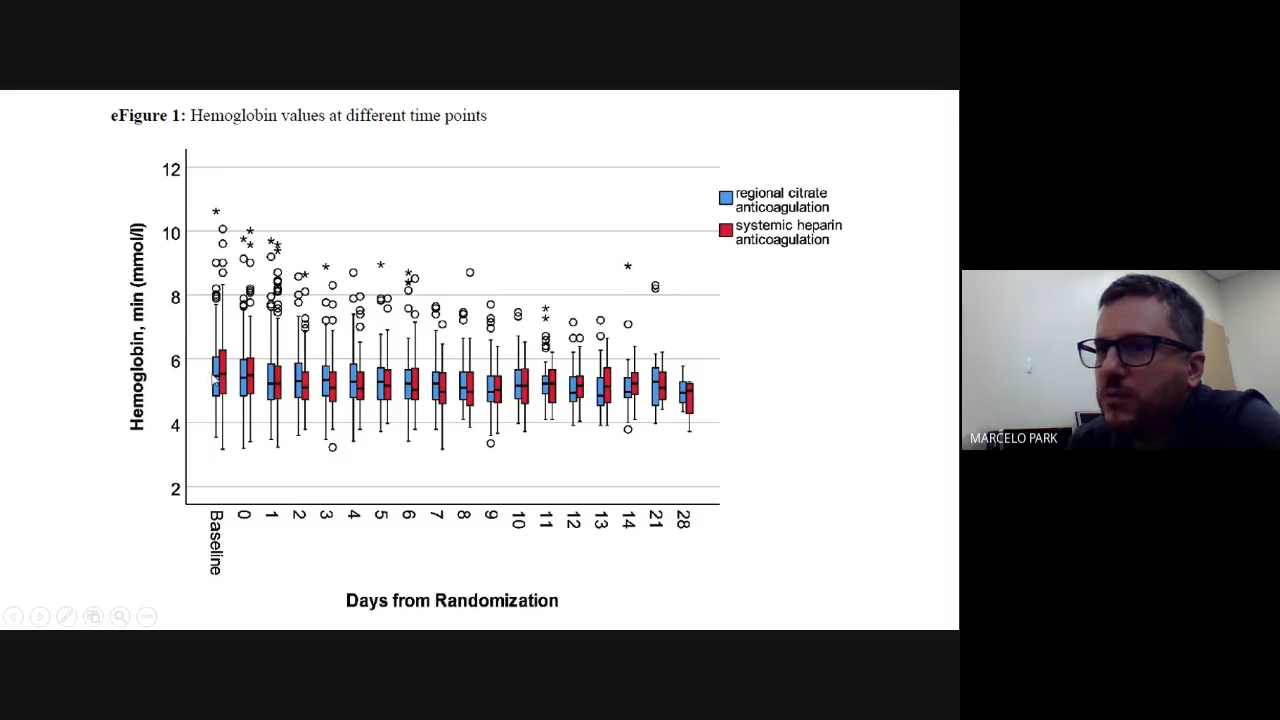 eFigure 1: Hemoglobin values at different time points
12
10
8
6
4
2
Hemoglobin, min (mmol/l)
regional citrate
anticoagulation
systemic heparin
anticoagulation
Baseline
0
1
2
3
4
5
6
7
8
9
10
11
12
13
14
21
28
Days from Randomization
MARCELO PARK